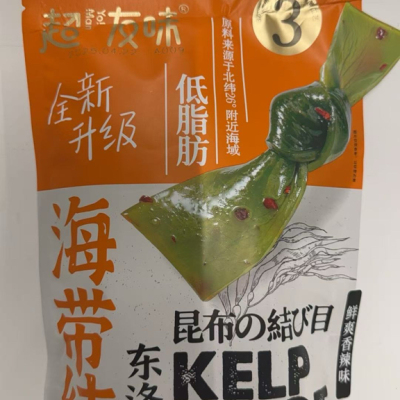 超友味®
3
原料来源于北纬26°附近海域
低脂肪
全新
升级
海带结
昆布の結び目
鲜爽香辣味
东洛
KELP